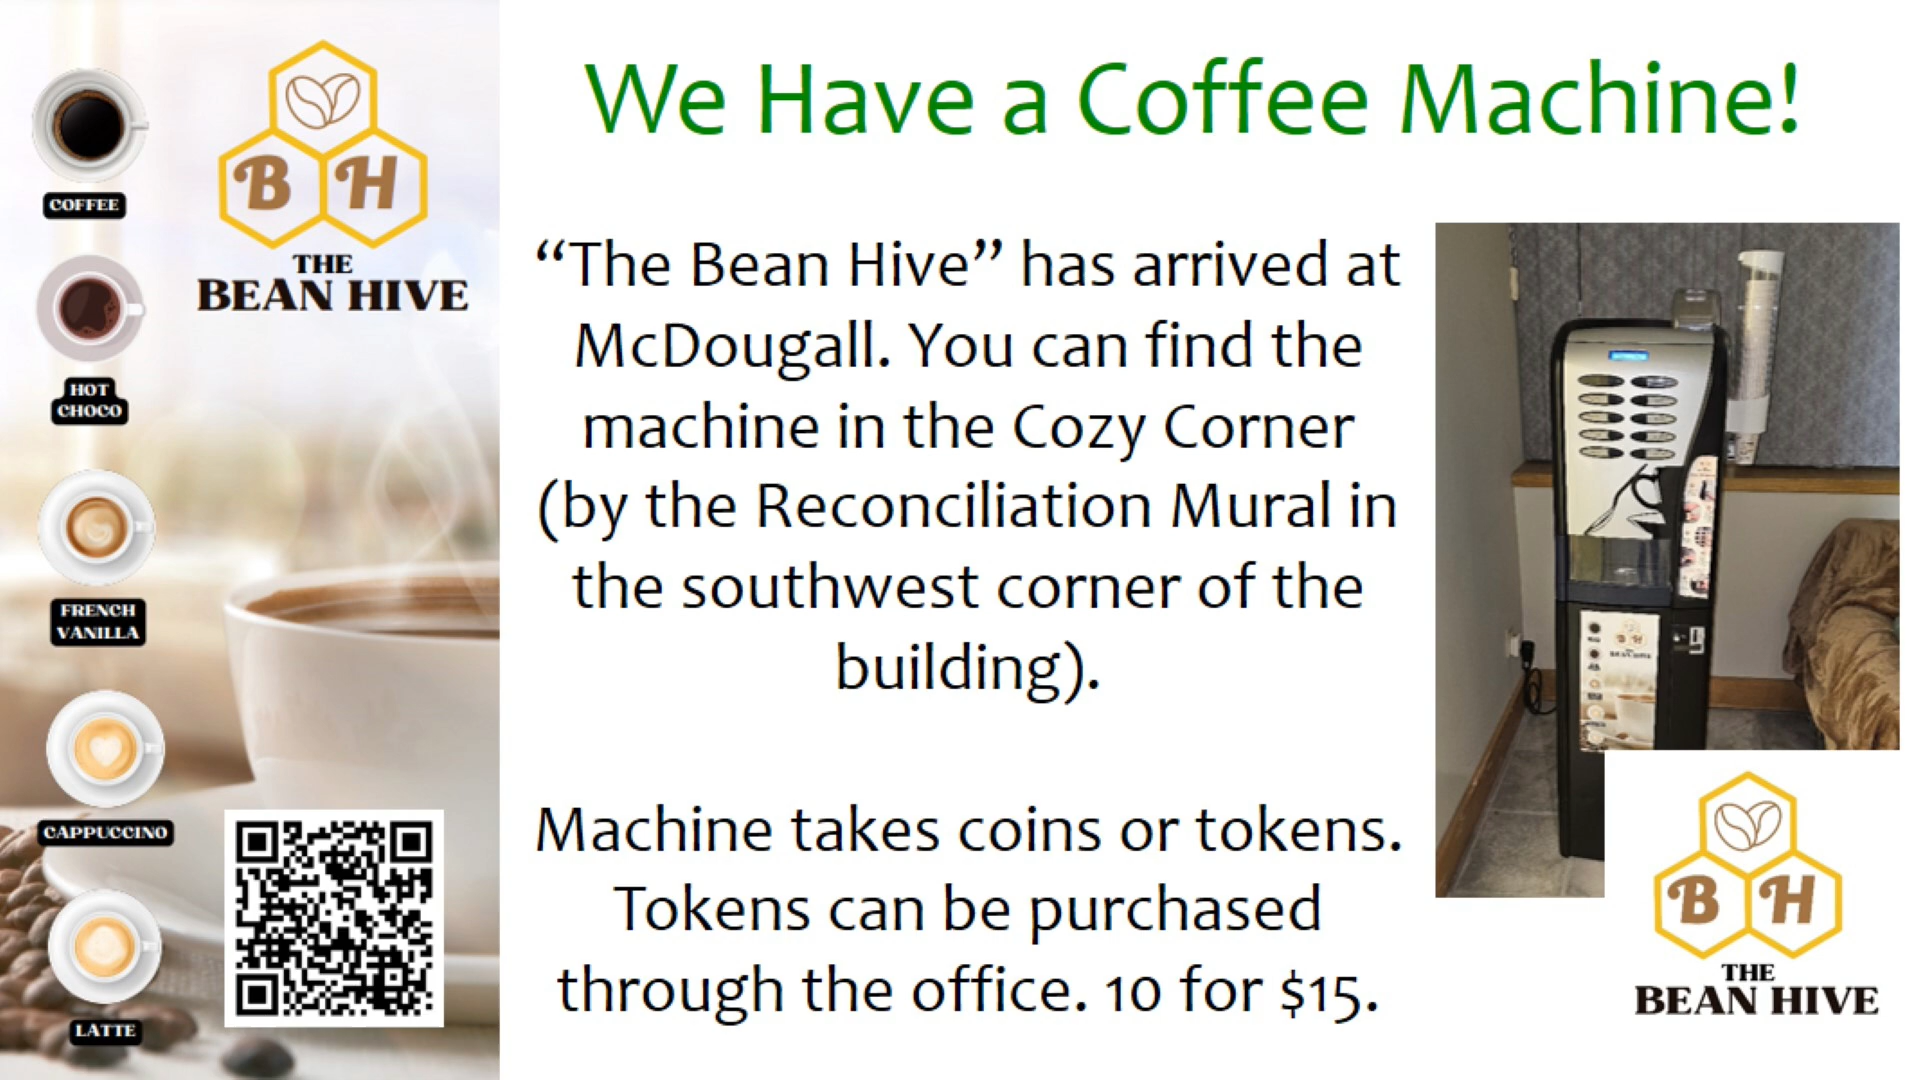 COFFEE
HOT
CHOCO
FRENCH
VANILLA
CAPPUCCINO
LATTE
B H
THE
BEAN HIVE
We Have a Coffee Machine!
“The Bean Hive” has arrived at
McDougall. You can find the
machine in the Cozy Corner
(by the Reconciliation Mural in
the southwest corner of the
building).
Machine takes coins or tokens.
Tokens can be purchased
through the office. 10 for $15.
B H
B H
THE
BEAN HIVE